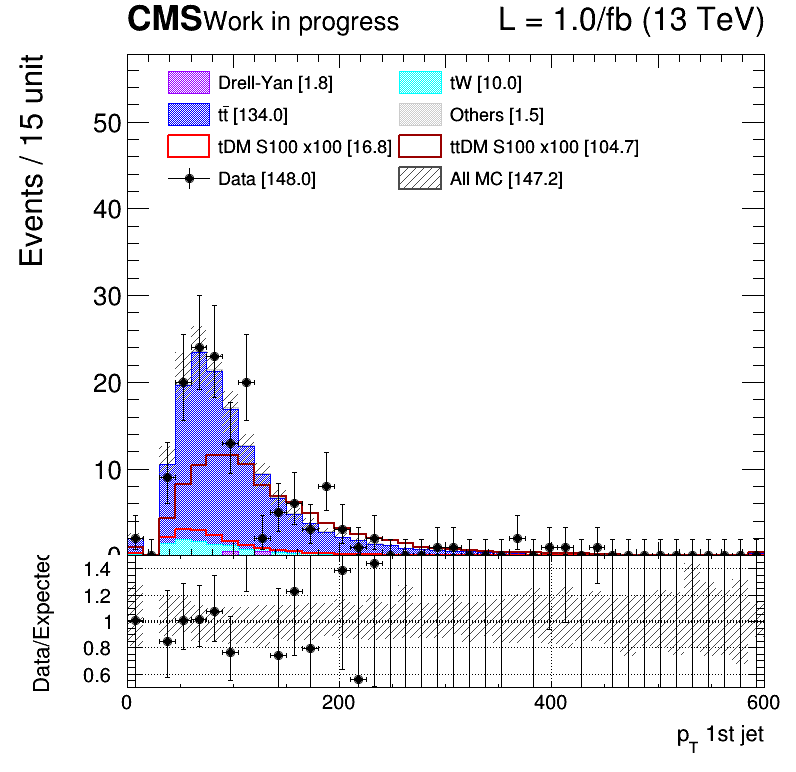 CMS Work in progress L = 1.0/fb (13 TeV)
Events / 15 unit
Drell-Yan [1.8] tW [10.0]
tt̄ [134.0] Others [1.5]
tDM S100 x100 [16.8] ttDM S100 x100 [104.7]
Data [148.0] All MC [147.2]
50
40
30
20
10
0
Data/Expected
1.4
1.2
1
0.8
0.6
0 200 400 600
p_T 1st jet